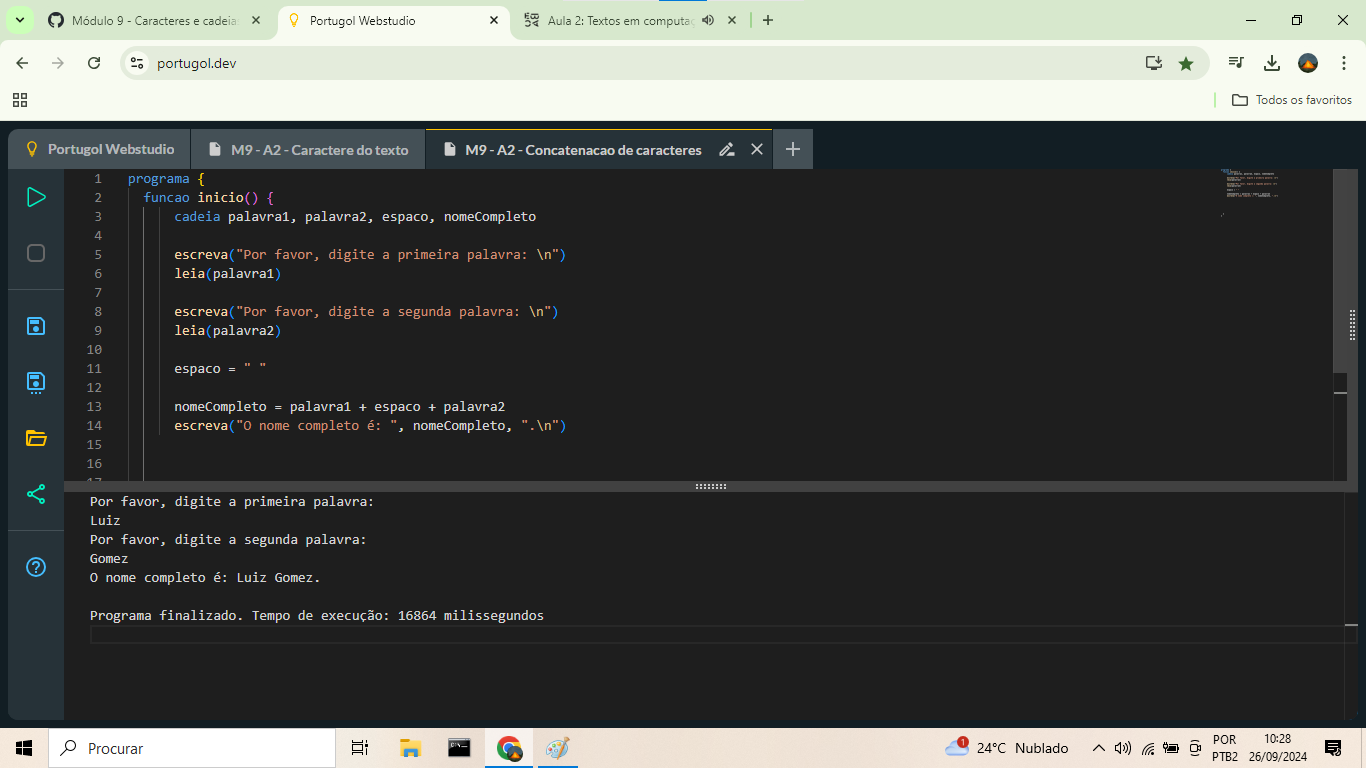 Módulo 9 - Caracteres e cadeia
Portugol Webstudio
Aula 2: Textos em computaç
portugol.dev
Todos os favoritos
Portugol Webstudio
M9 - A2 - Caractere do texto
M9 - A2 - Concatenacao de caracteres
1 programa {
2 funcao inicio() {
3 cadeia palavra1, palavra2, espaco, nomeCompleto
4
5 escreva("Por favor, digite a primeira palavra: \n")
6 leia(palavra1)
7
8 escreva("Por favor, digite a segunda palavra: \n")
9 leia(palavra2)
10
11 espaco = " "
12
13 nomeCompleto = palavra1 + espaco + palavra2
14 escreva("O nome completo é: ", nomeCompleto, ".\n")
15
16
17
Por favor, digite a primeira palavra:
Luiz
Por favor, digite a segunda palavra:
Gomez
O nome completo é: Luiz Gomez.
Programa finalizado. Tempo de execução: 16864 milissegundos
Procurar
1
24°C Nublado
POR
PTB2
10:28
26/09/2024